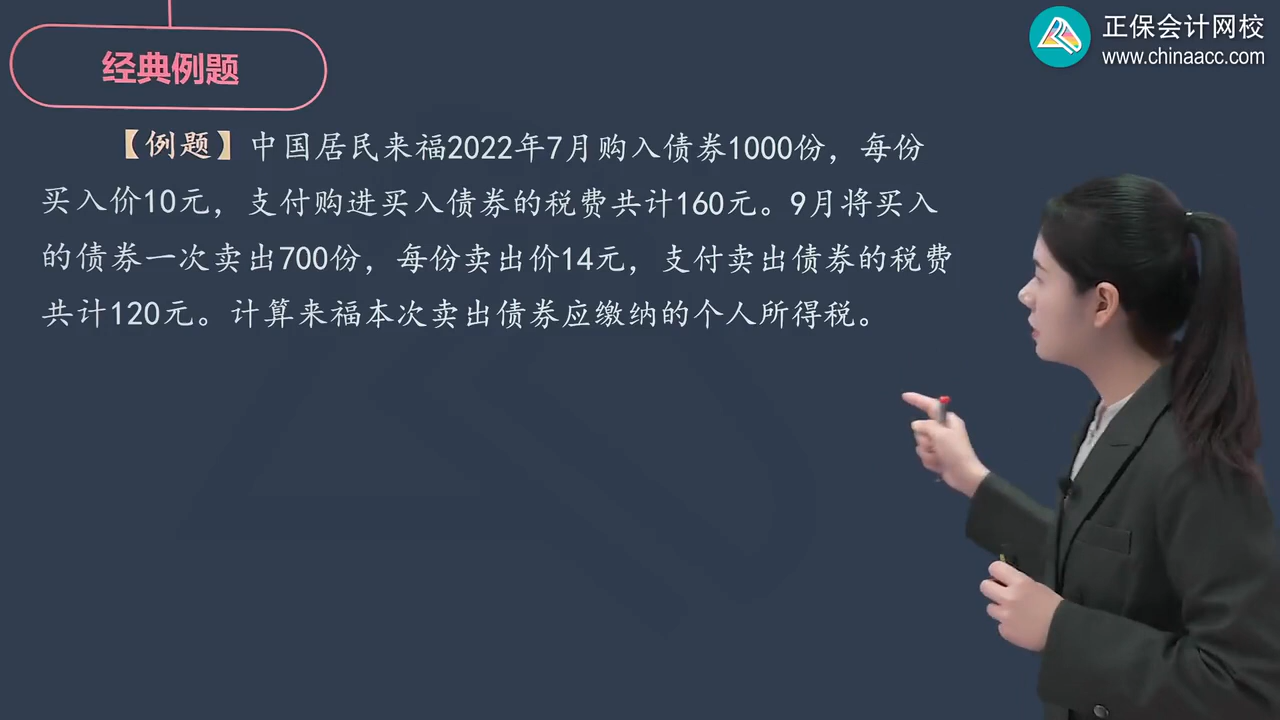 正保会计网校
www.chinaacc.com
经典例题
【例题】中国居民来福2022年7月购入债券1000份，每份
买入价10元，支付购进买入债券的税费共计160元。9月将买入
的债券一次卖出700份，每份卖出价14元，支付卖出债券的税费
共计120元。计算来福本次卖出债券应缴纳的个人所得税。